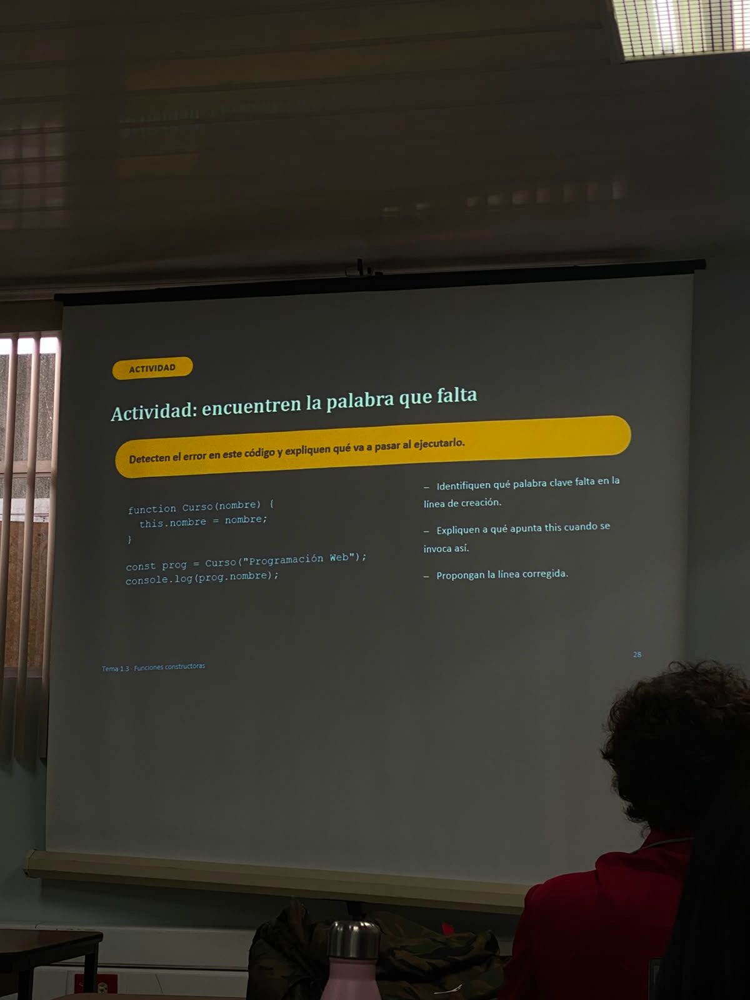 ACTIVIDAD
Actividad: encuentren la palabra que falta
Detecten el error en este código y expliquen qué va a pasar al ejecutarlo.
function Curso(nombre) {
this.nombre = nombre;
}
const prog = Curso("Programación Web");
console.log(prog.nombre);
– Identifiquen qué palabra clave falta en la
línea de creación.
– Expliquen a qué apunta this cuando se
invoca así.
– Propongan la línea corregida.
Tema 1.3 · Funciones constructoras
28